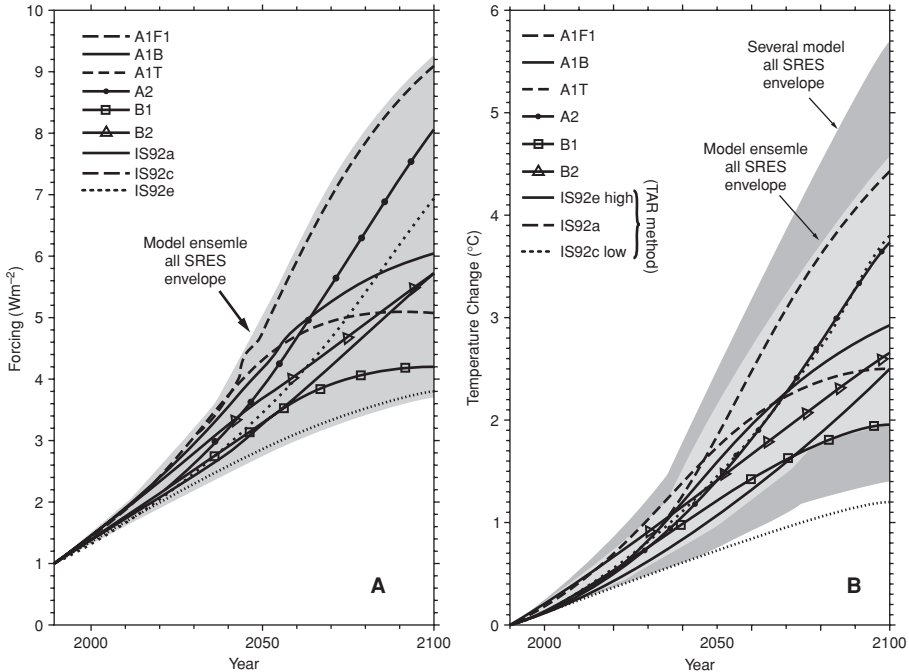 10
9
8
7
6
5
4
3
2
1
0
Forcing (Wm−2)
A1F1
A1B
A1T
A2
B1
B2
IS92a
IS92c
IS92e
Model ensemle
all SRES
envelope
A
2000
2050
2100
Year
6
5
4
3
2
1
0
Temperature Change (°C)
A1F1
A1B
A1T
A2
B1
B2
IS92e high
IS92a
IS92c low
(TAR method)
Several model
all SRES
envelope
Model ensemle
all SRES
envelope
B
2000
2050
2100
Year